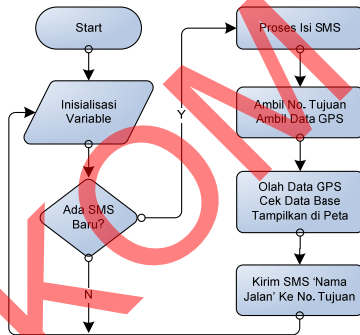 Start
Inisialisasi
Variable
Ada SMS
Baru?
Y
N
Proses Isi SMS
Ambil No. Tujuan
Ambil Data GPS
Olah Data GPS
Cek Data Base
Tampilkan di Peta
Kirim SMS 'Nama
Jalan' Ke No. Tujuan
KOM